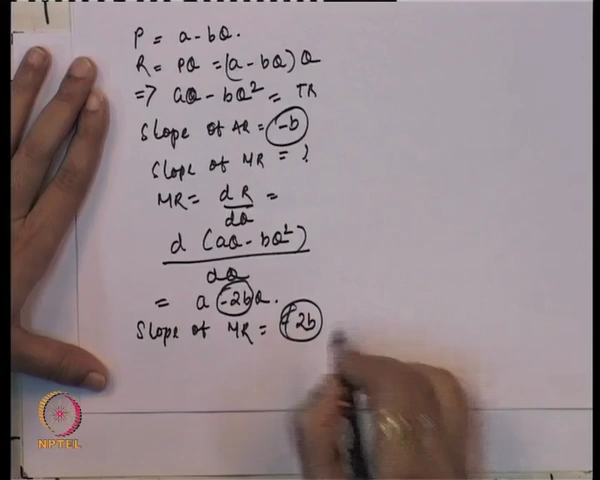 P = a - bQ.
R = PQ = (a - bQ) Q
=> aQ - bQ² = TR
Slope of AR = -b
Slope of MR = ?
MR = dR/dQ =
d (aQ - bQ²)
dQ
= a -2bQ.
Slope of MR = -2b
NPTEL